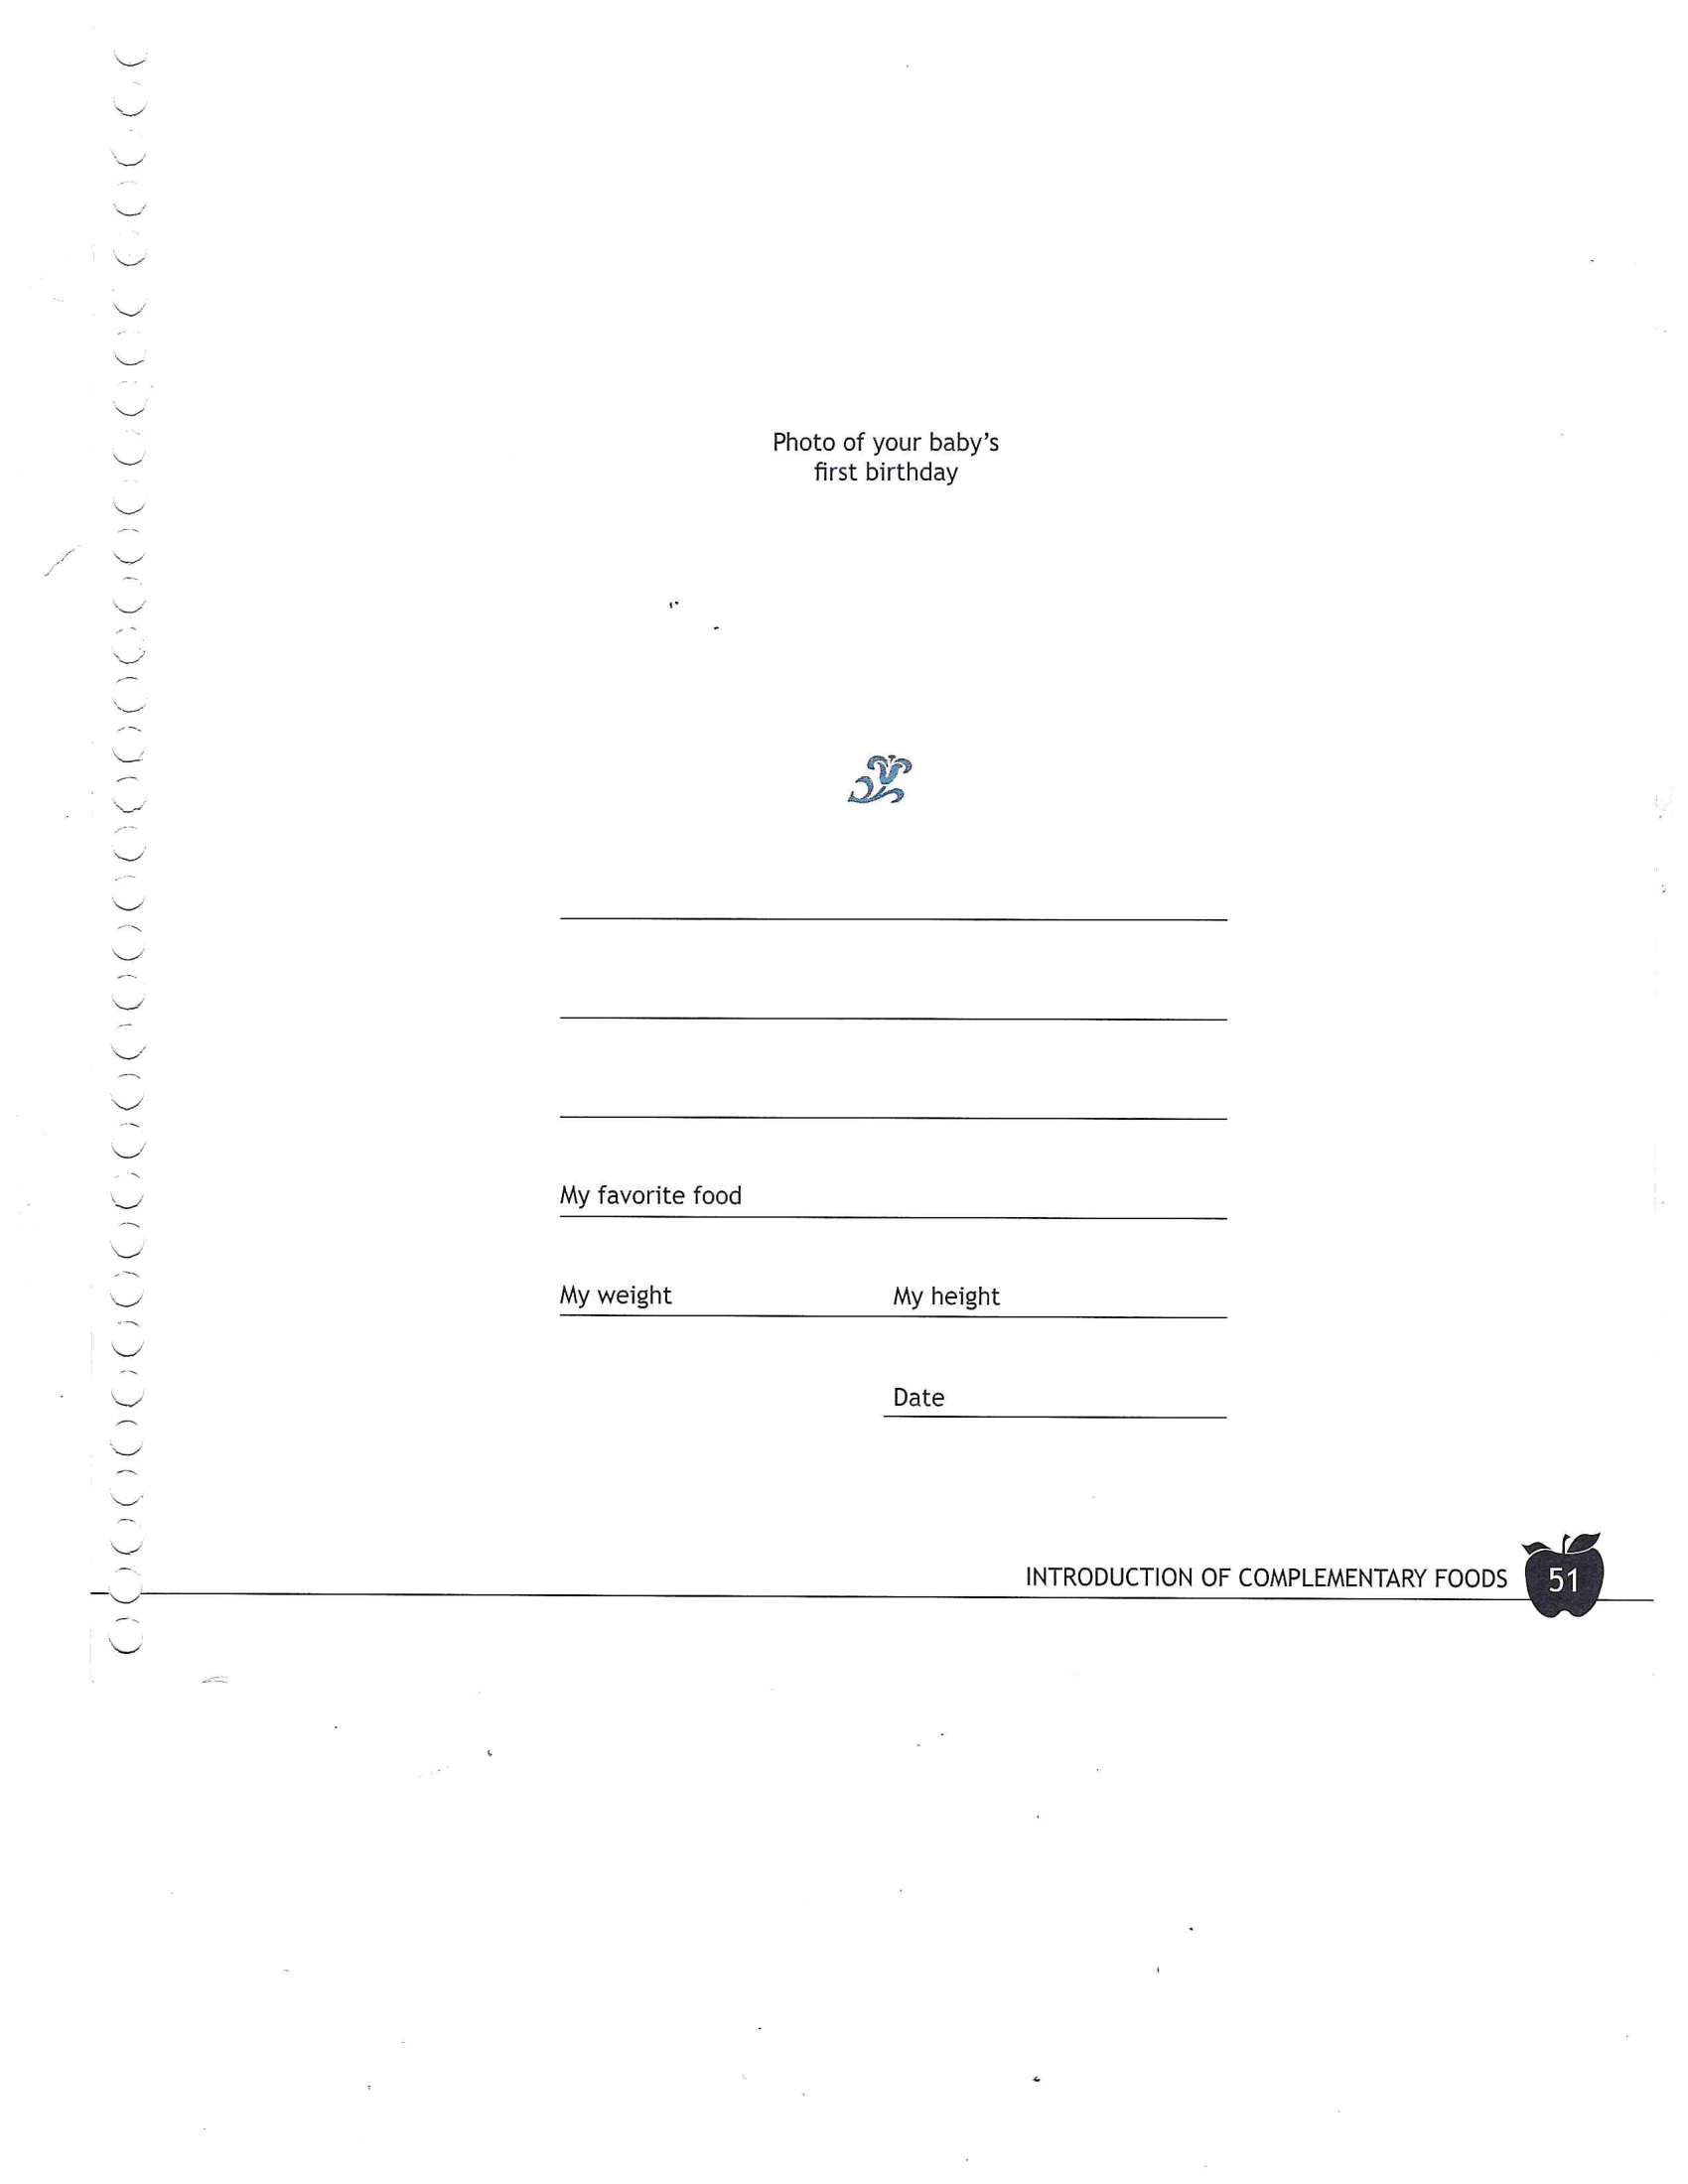 Photo of your baby's
first birthday
My favorite food
My weight My height
Date
INTRODUCTION OF COMPLEMENTARY FOODS 51